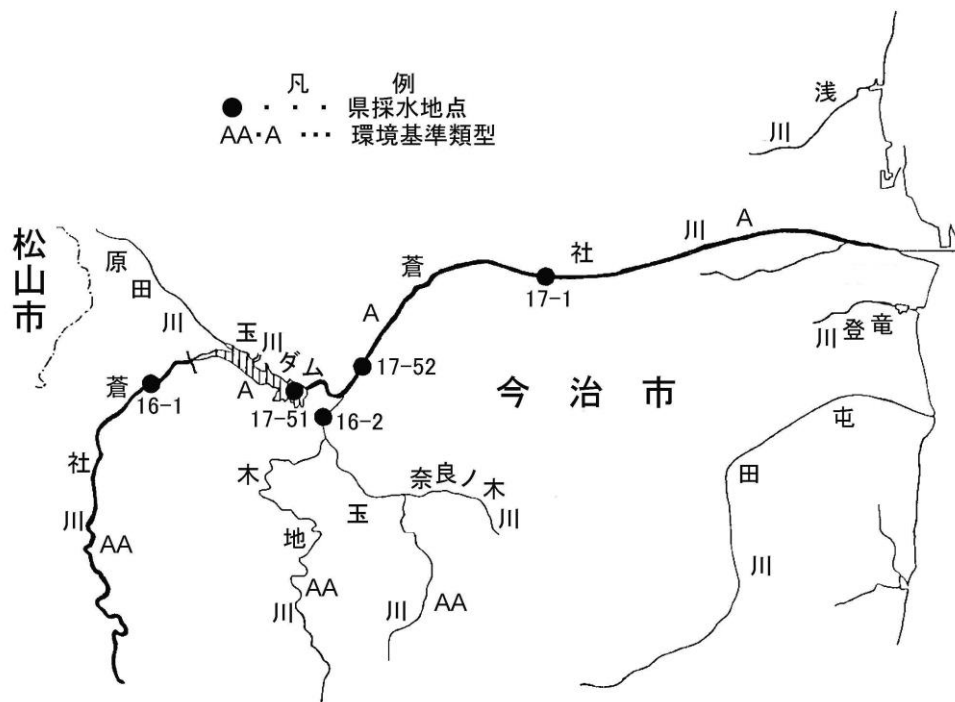 凡 例
● ・ ・ ・ 県採水地点
AA・A ・・・ 環境基準類型
浅川
松山市
原田川
玉川ダム
A
蒼社川
A
A
17-1
17-52
17-51
16-1
16-2
蒼社川
AA
今治市
竜登川
屯田川
木地川
AA
奈良ノ木川
玉川
AA